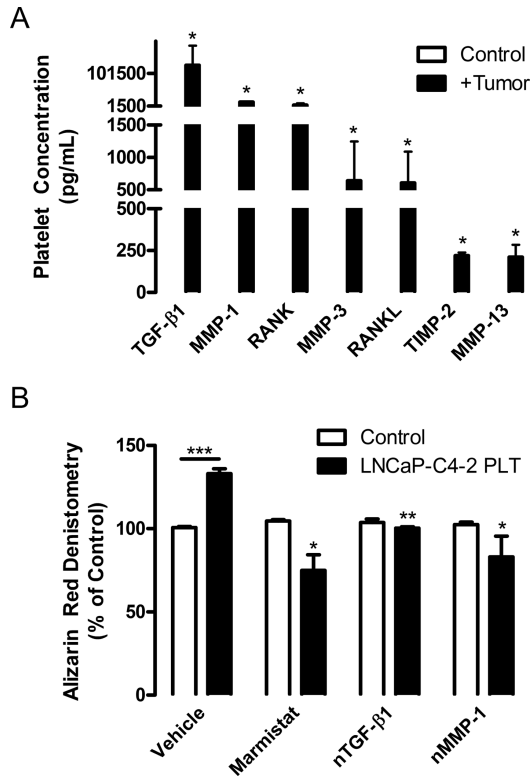 A
Platelet Concentration
(pg/mL)
101500
1500
1500
1000
500
500
250
0
* * * * * * *
Control
+Tumor
TGF-β1
MMP-1
RANK
MMP-3
RANKL
TIMP-2
MMP-13
B
Alizarin Red Denistometry
(% of Control)
150
100
50
0
Control
LNCaP-C4-2 PLT
***
*
**
*
Vehicle
Marmistat
nTGF-β1
nMMP-1